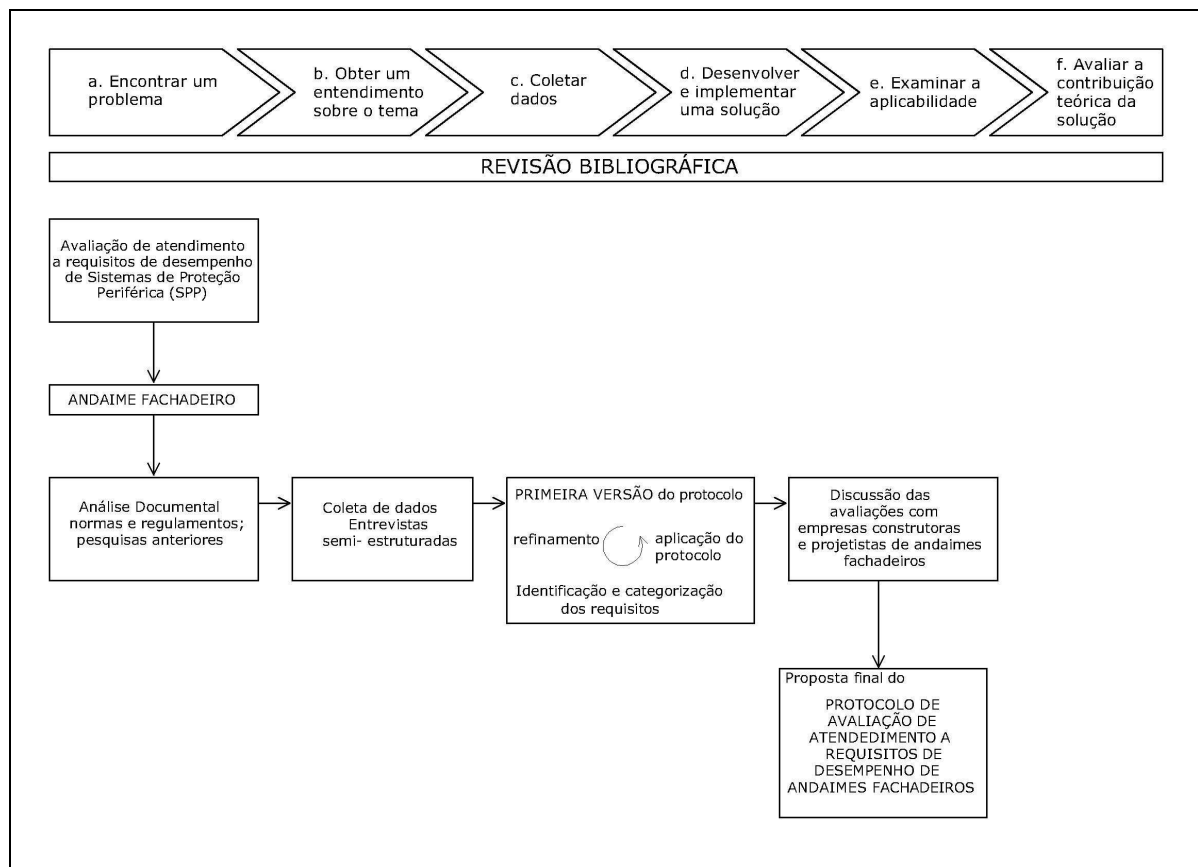 a. Encontrar um
problema
b. Obter um
entendimento
sobre o tema
c. Coletar
dados
d. Desenvolver
e implementar
uma solução
e. Examinar a
aplicabilidade
f. Avaliar a
contribuição
teórica da
solução
REVISÃO BIBLIOGRÁFICA
Avaliação de atendimento
a requisitos de desempenho
de Sistemas de Proteção
Periférica (SPP)
ANDAIME FACHADEIRO
Análise Documental
normas e regulamentos;
pesquisas anteriores
Coleta de dados
Entrevistas
semi- estruturadas
PRIMEIRA VERSÃO do protocolo
refinamento
aplicação do
protocolo
Identificação e categorização
dos requisitos
Discussão das
avaliações com
empresas construtoras
e projetistas de andaimes
fachadeiros
Proposta final do
PROTOCOLO DE
AVALIAÇÃO DE
ATENDEDIMENTO A
REQUISITOS DE
DESEMPENHO DE
ANDAIMES FACHADEIROS